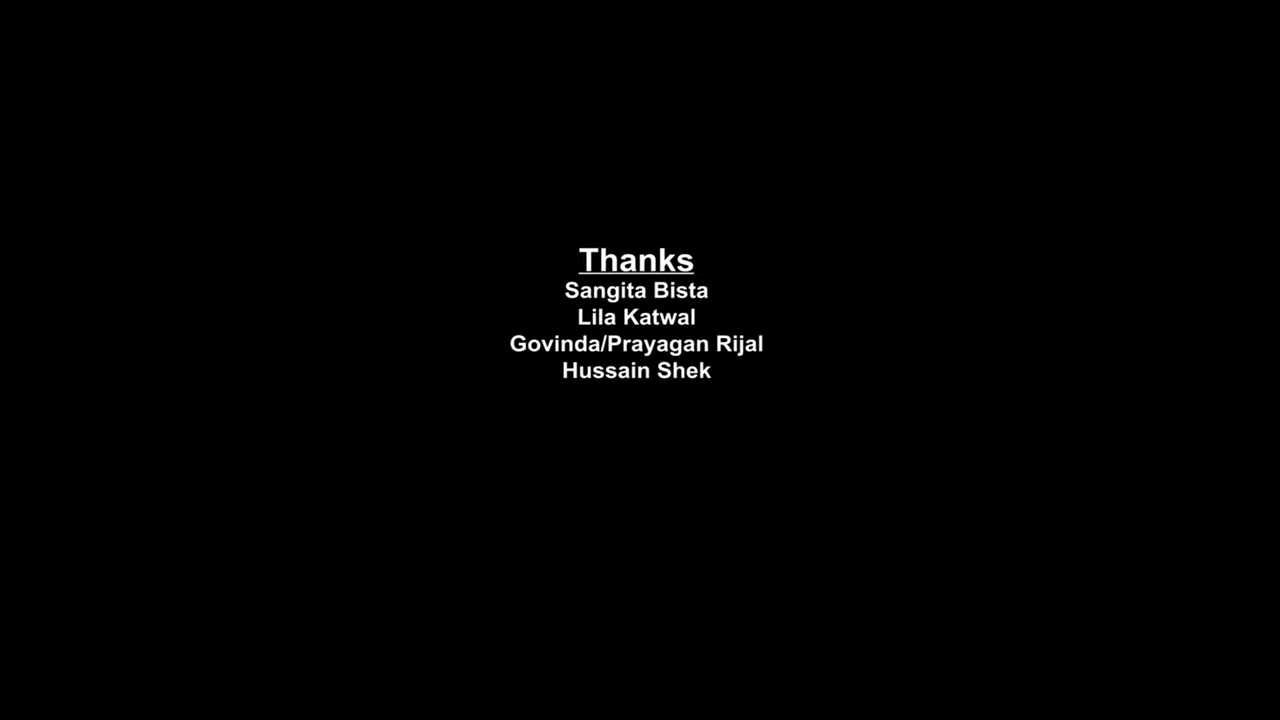 Thanks
Sangita Bista
Lila Katwal
Govinda/Prayagan Rijal
Hussain Shek